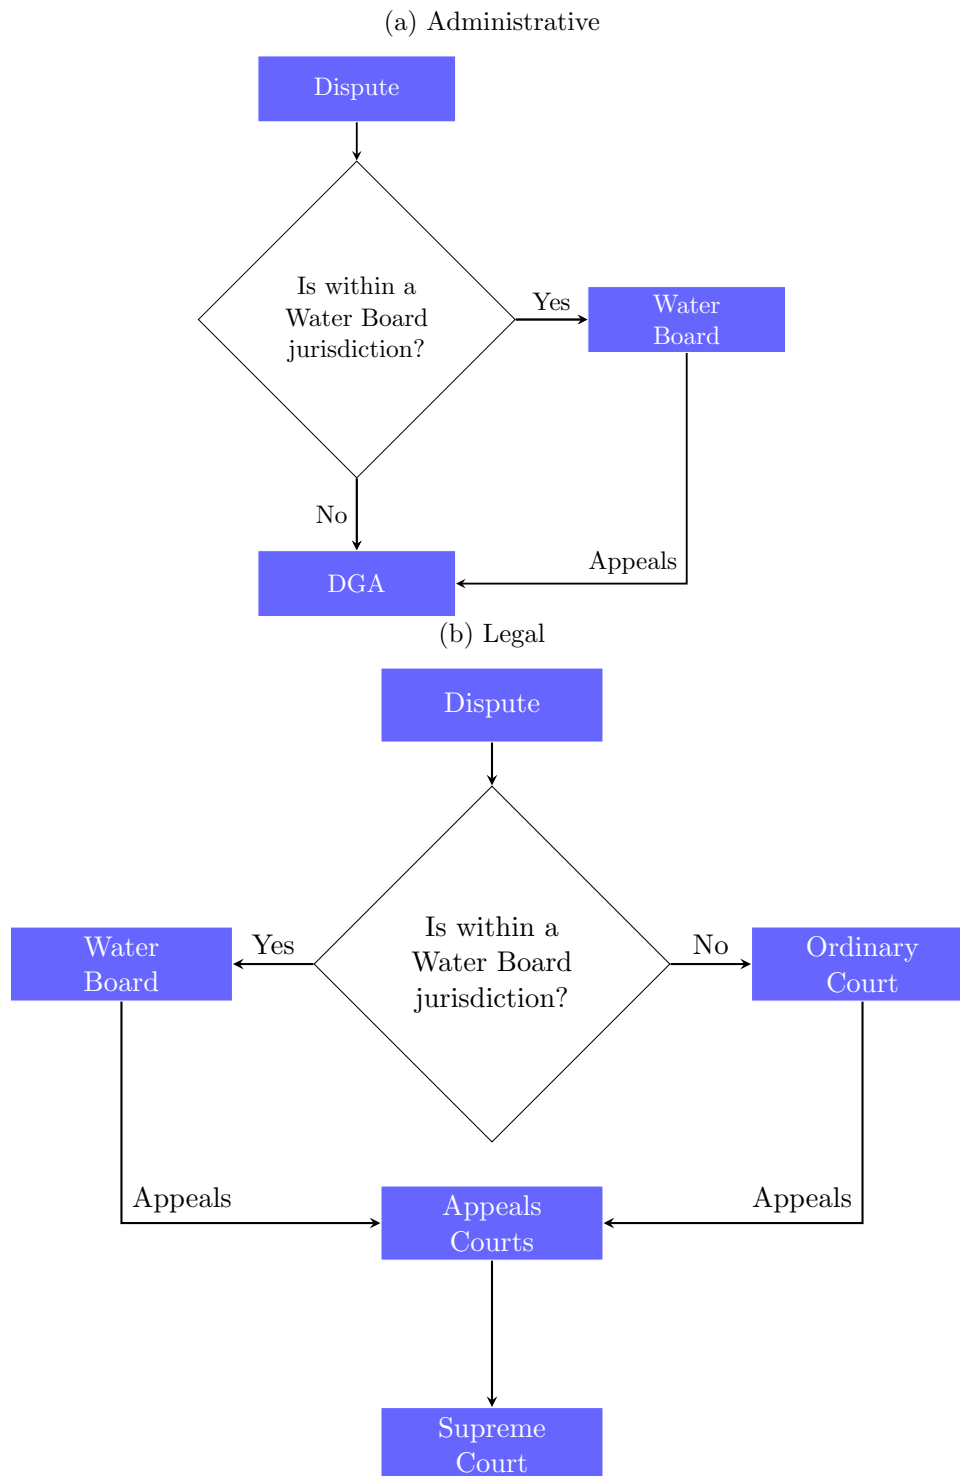 (a) Administrative
Dispute
Is within a
Water Board
jurisdiction?
Yes
Water
Board
No
Appeals
DGA
(b) Legal
Dispute
Is within a
Water Board
jurisdiction?
Yes
Water
Board
No
Ordinary
Court
Appeals
Appeals
Appeals
Courts
Supreme
Court